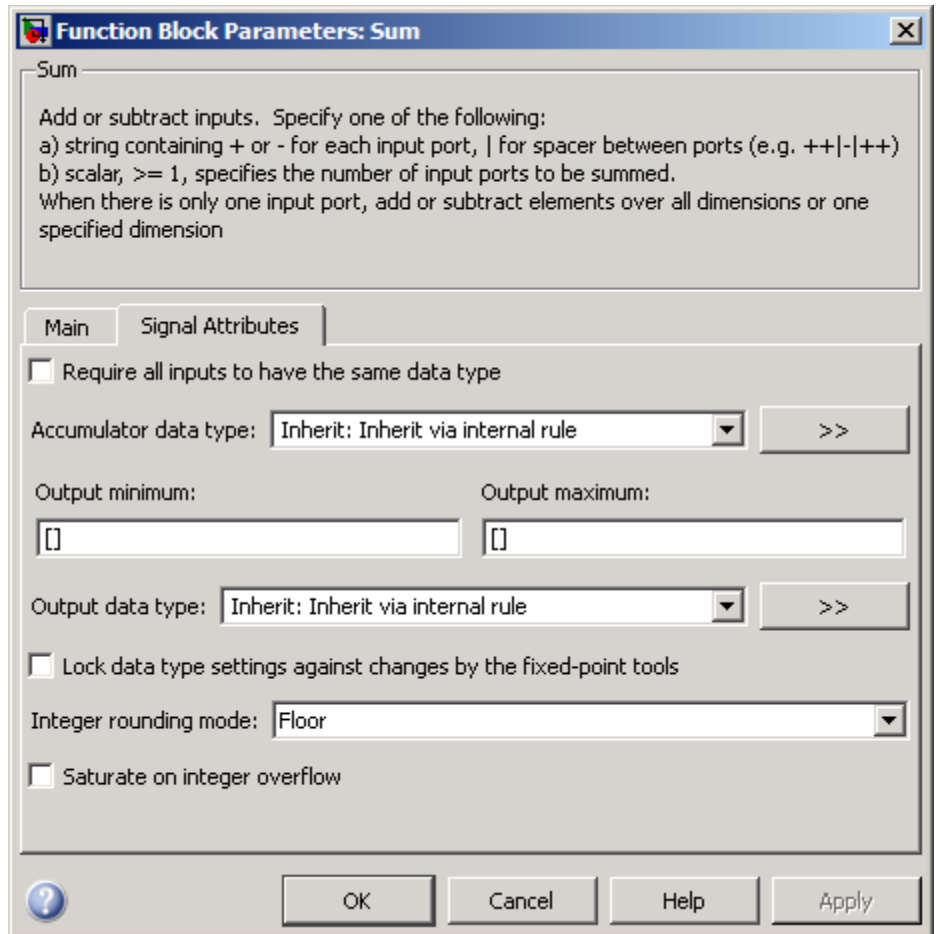 Function Block Parameters: Sum
Sum
Add or subtract inputs.  Specify one of the following:
a) string containing + or - for each input port, | for spacer between ports (e.g. ++|-|++)
b) scalar, >= 1, specifies the number of input ports to be summed.
When there is only one input port, add or subtract elements over all dimensions or one
specified dimension
Main Signal Attributes
Require all inputs to have the same data type
Accumulator data type: Inherit: Inherit via internal rule >>
Output minimum: Output maximum:
[] []
Output data type: Inherit: Inherit via internal rule >>
Lock data type settings against changes by the fixed-point tools
Integer rounding mode: Floor
Saturate on integer overflow
? OK Cancel Help Apply